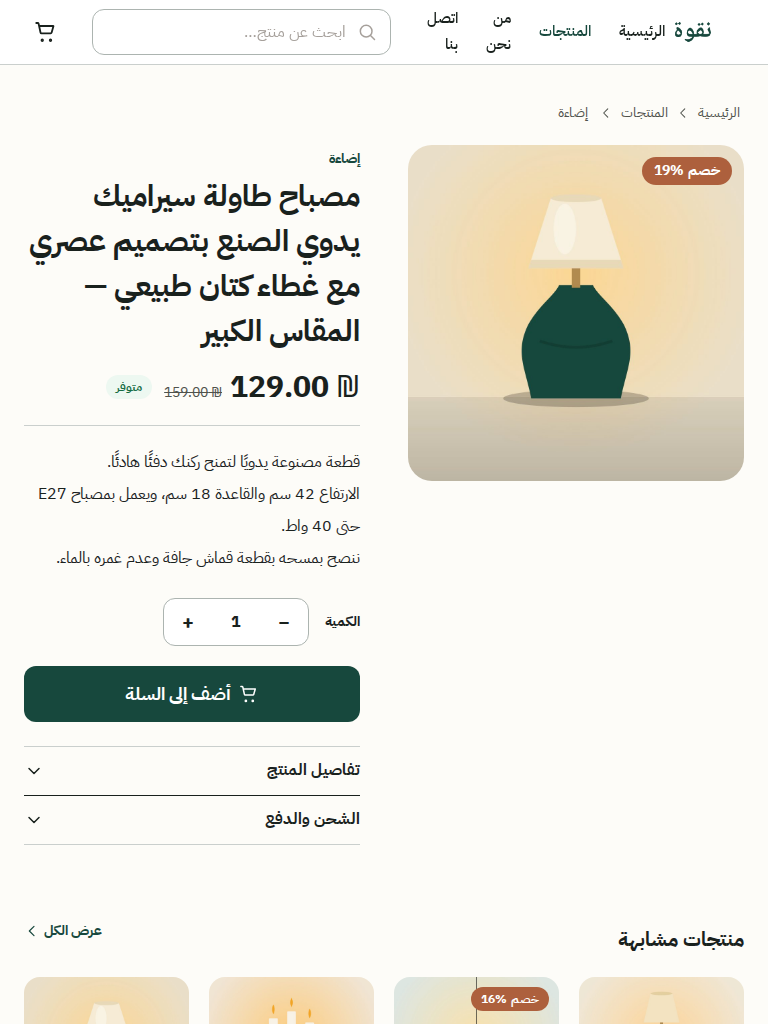 نقوة
الرئيسية
المنتجات
من
نحن
اتصل
بنا
ابحث عن منتج...
الرئيسية
المنتجات
إضاءة
خصم 19%
إضاءة
مصباح طاولة سيراميك
يدوي الصنع بتصميم عصري
مع غطاء كتان طبيعي —
المقاس الكبير
₪ 129.00
₪ 159.00
متوفر
قطعة مصنوعة يدويًا لتمنح ركنك دفئًا هادئًا.
الارتفاع 42 سم والقاعدة 18 سم، ويعمل بمصباح E27
حتى 40 واط.
ننصح بمسحه بقطعة قماش جافة وعدم غمره بالماء.
الكمية
− 1 +
أضف إلى السلة
تفاصيل المنتج
الشحن والدفع
منتجات مشابهة
عرض الكل
خصم 16%